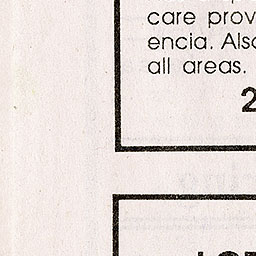 care prov
encia. Also
all areas.
2